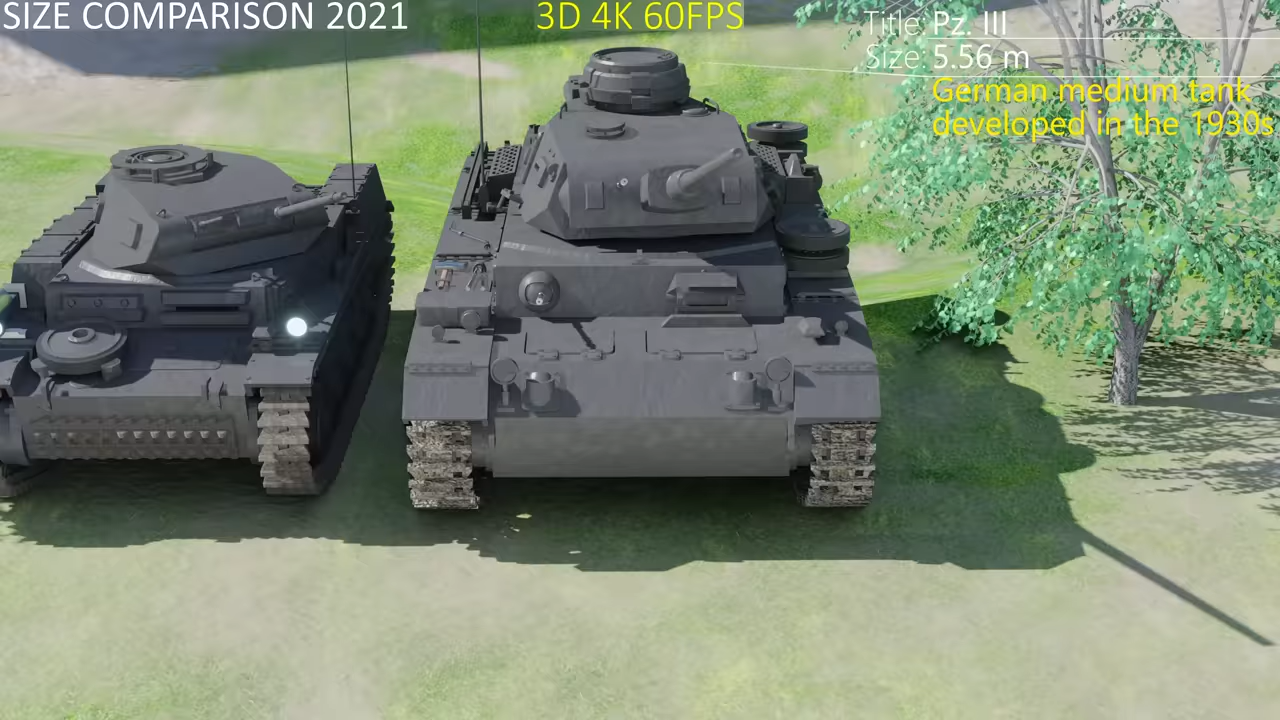 SIZE COMPARISON 2021
3D 4K 60FPS
Title: Pz. III
Size: 5.56 m
German medium tank
developed in the 1930s